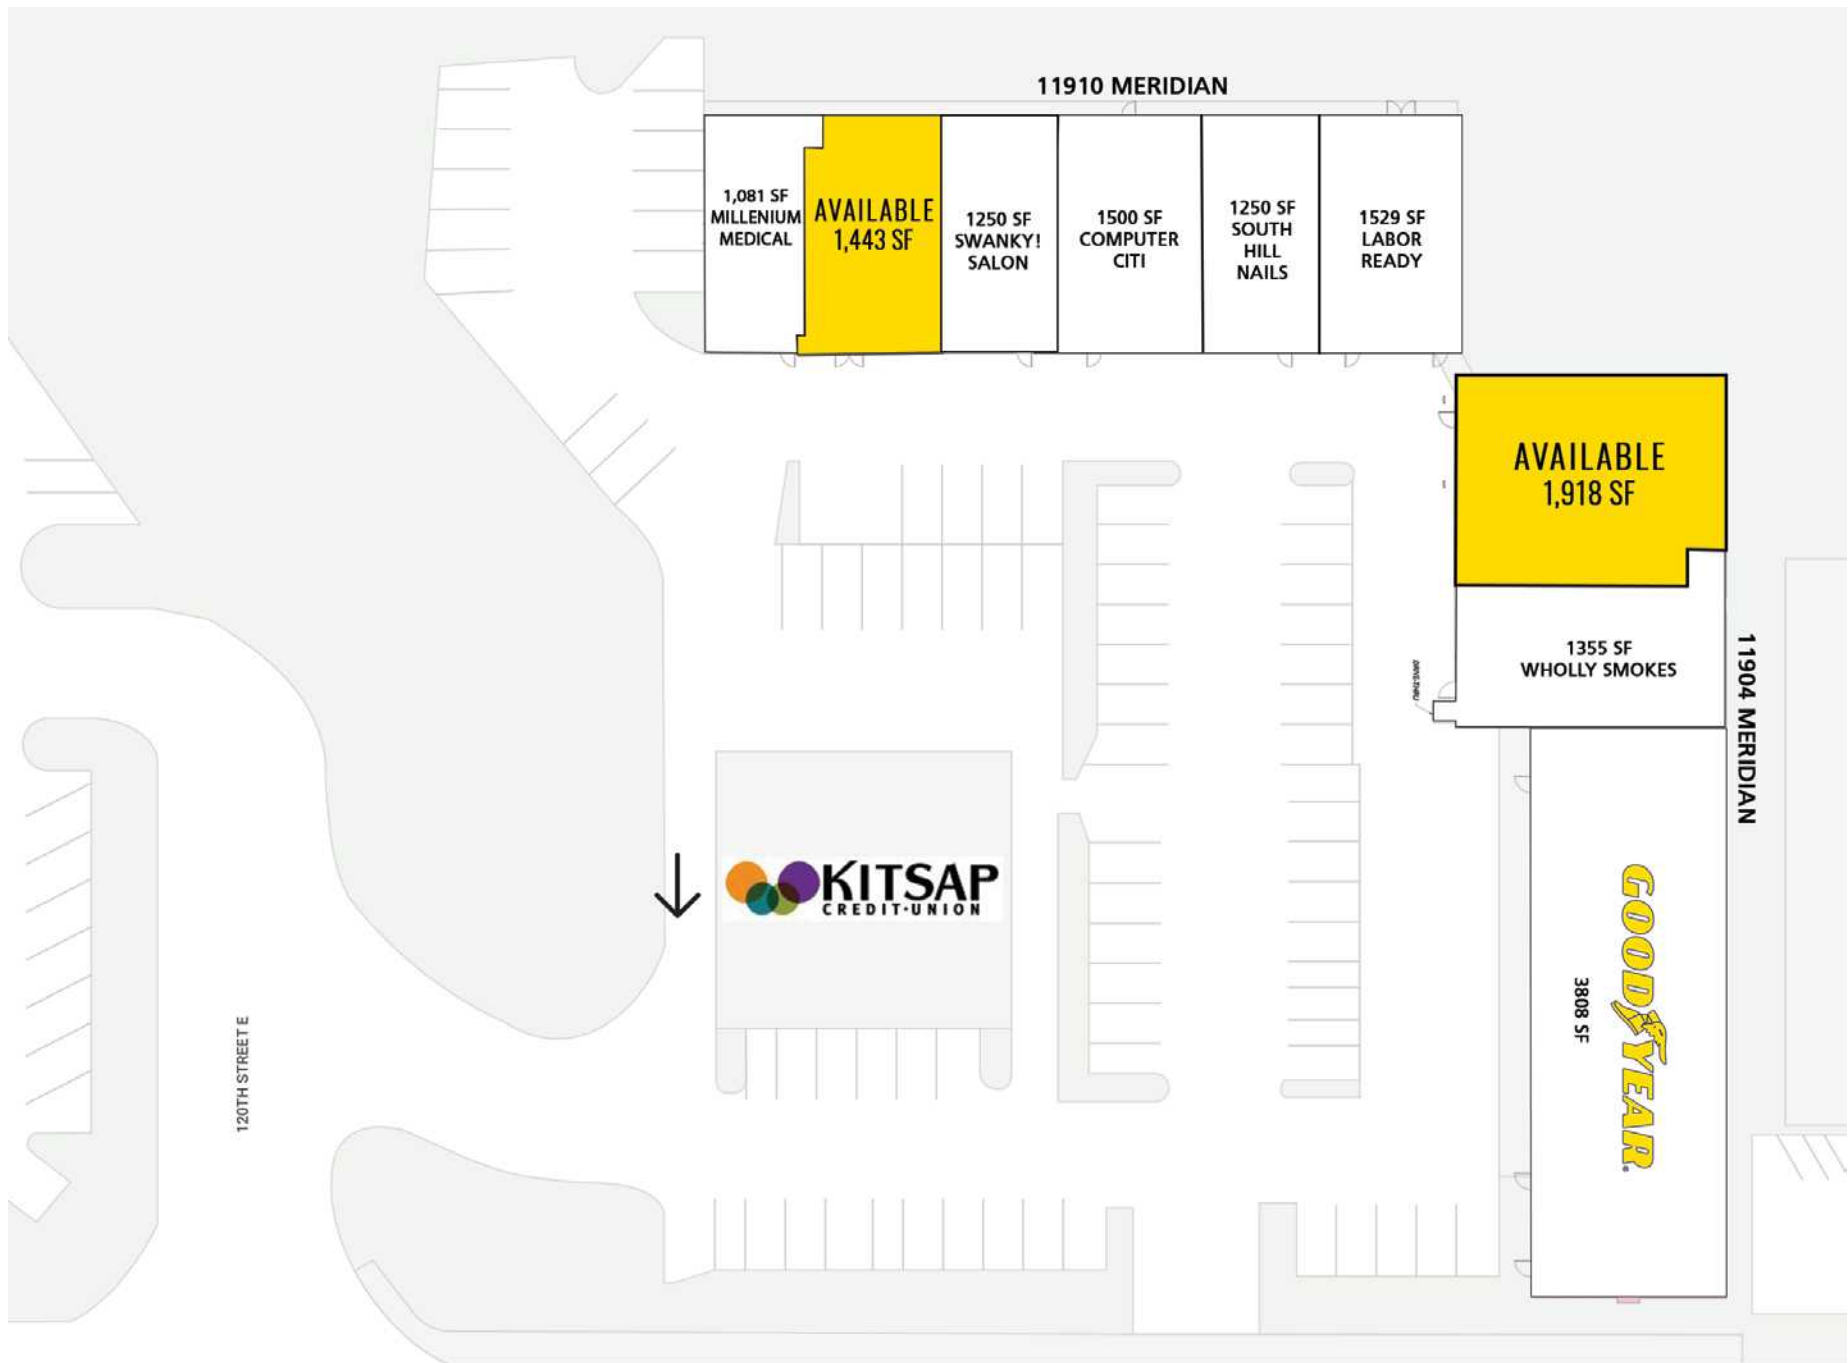 11910 MERIDIAN
1,081 SF
MILLENIUM
MEDICAL
AVAILABLE
1,443 SF
1250 SF
SWANKY!
SALON
1500 SF
COMPUTER
CITI
1250 SF
SOUTH
HILL
NAILS
1529 SF
LABOR
READY
AVAILABLE
1,918 SF
1355 SF
WHOLLY SMOKES
DRIVE-THRU
11904 MERIDIAN
KITSAP
CREDIT·UNION
GOODYEAR
3808 SF
120TH STREET E